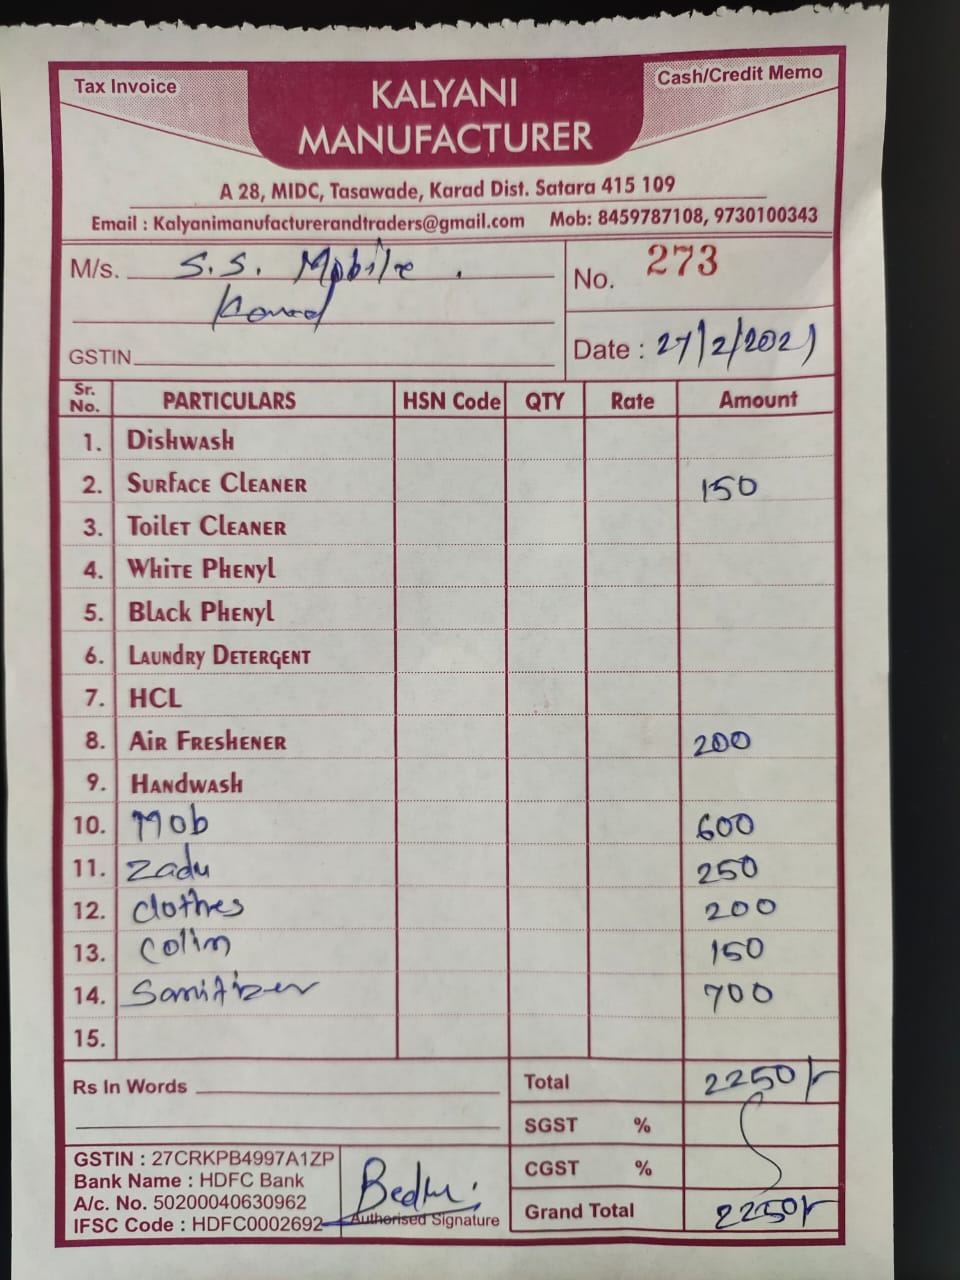 Tax Invoice
KALYANI
MANUFACTURER
Cash/Credit Memo
A 28, MIDC, Tasawade, Karad Dist. Satara 415 109
Email : Kalyanimanufacturerandtraders@gmail.com Mob: 8459787108, 9730100343
M/s. S.S. Mobile .
Karad
No. 273
GSTIN
Date : 27/2/2021
Sr. No. PARTICULARS HSN Code QTY Rate Amount
1. Dishwash
2. Surface Cleaner 150
3. Toilet Cleaner
4. White Phenyl
5. Black Phenyl
6. Laundry Detergent
7. HCL
8. Air Freshener 200
9. Handwash
10. Mob 600
11. Zadu 250
12. Clothes 200
13. Colin 150
14. Sanitizer 700
15.
Rs In Words
Total 2250/-
SGST %
CGST %
Grand Total 2250/-
GSTIN : 27CRKPB4997A1ZP
Bank Name : HDFC Bank
A/c. No. 50200040630962
IFSC Code : HDFC0002692
Authorised Signature